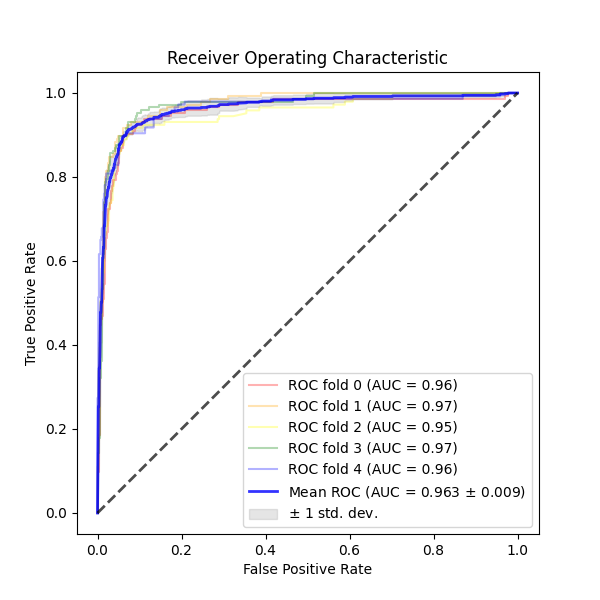 Receiver Operating Characteristic
True Positive Rate
1.0
0.8
0.6
0.4
0.2
0.0
ROC fold 0 (AUC = 0.96)
ROC fold 1 (AUC = 0.97)
ROC fold 2 (AUC = 0.95)
ROC fold 3 (AUC = 0.97)
ROC fold 4 (AUC = 0.96)
Mean ROC (AUC = 0.963 ± 0.009)
± 1 std. dev.
0.0 0.2 0.4 0.6 0.8 1.0
False Positive Rate